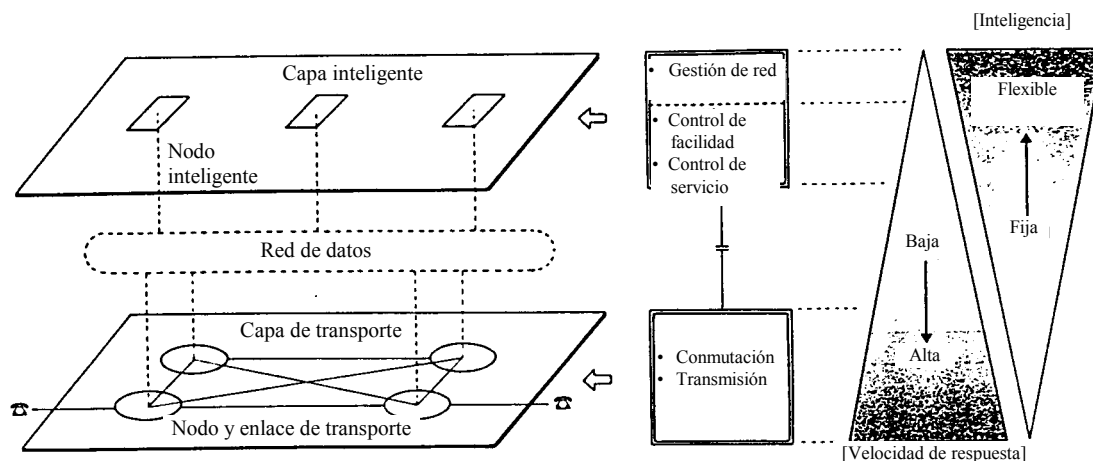 [Inteligencia]
Capa inteligente
Nodo
inteligente
Red de datos
Capa de transporte
Nodo y enlace de transporte
• Gestión de red
• Control de
facilidad
• Control de
servicio
• Conmutación
• Transmisión
Flexible
Fija
Baja
Alta
[Velocidad de respuesta]